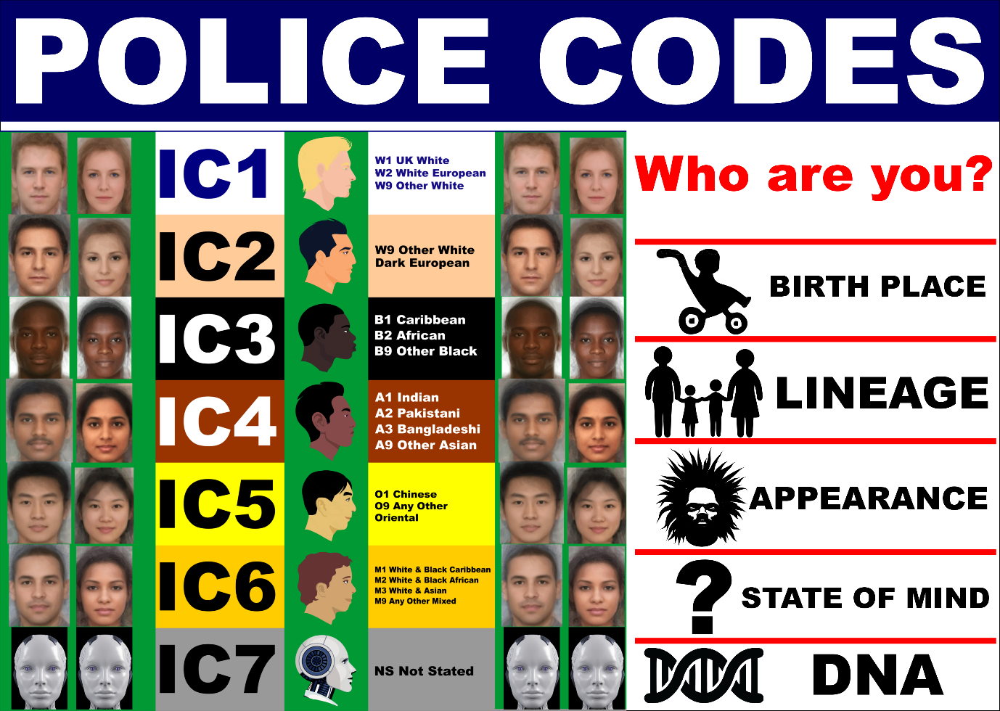 POLICE CODES
IC1
W1 UK White
W2 White European
W9 Other White
IC2
W9 Other White
Dark European
IC3
B1 Caribbean
B2 African
B9 Other Black
IC4
A1 Indian
A2 Pakistani
A3 Bangladeshi
A9 Other Asian
IC5
O1 Chinese
O9 Any Other
Oriental
IC6
M1 White & Black Caribbean
M2 White & Black African
M3 White & Asian
M9 Any Other Mixed
IC7
NS Not Stated
Who are you?
BIRTH PLACE
LINEAGE
APPEARANCE
?
STATE OF MIND
DNA